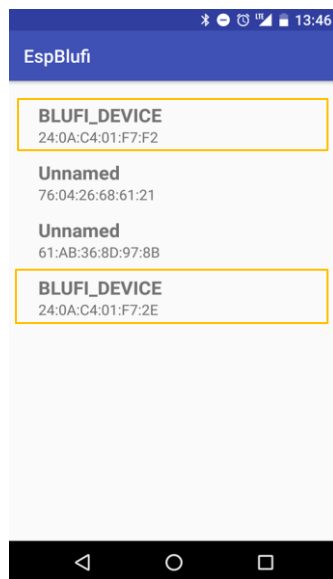 LTE 13:46
EspBlufi
BLUFI_DEVICE
24:0A:C4:01:F7:F2
Unnamed
76:04:26:68:61:21
Unnamed
61:AB:36:8D:97:8B
BLUFI_DEVICE
24:0A:C4:01:F7:2E